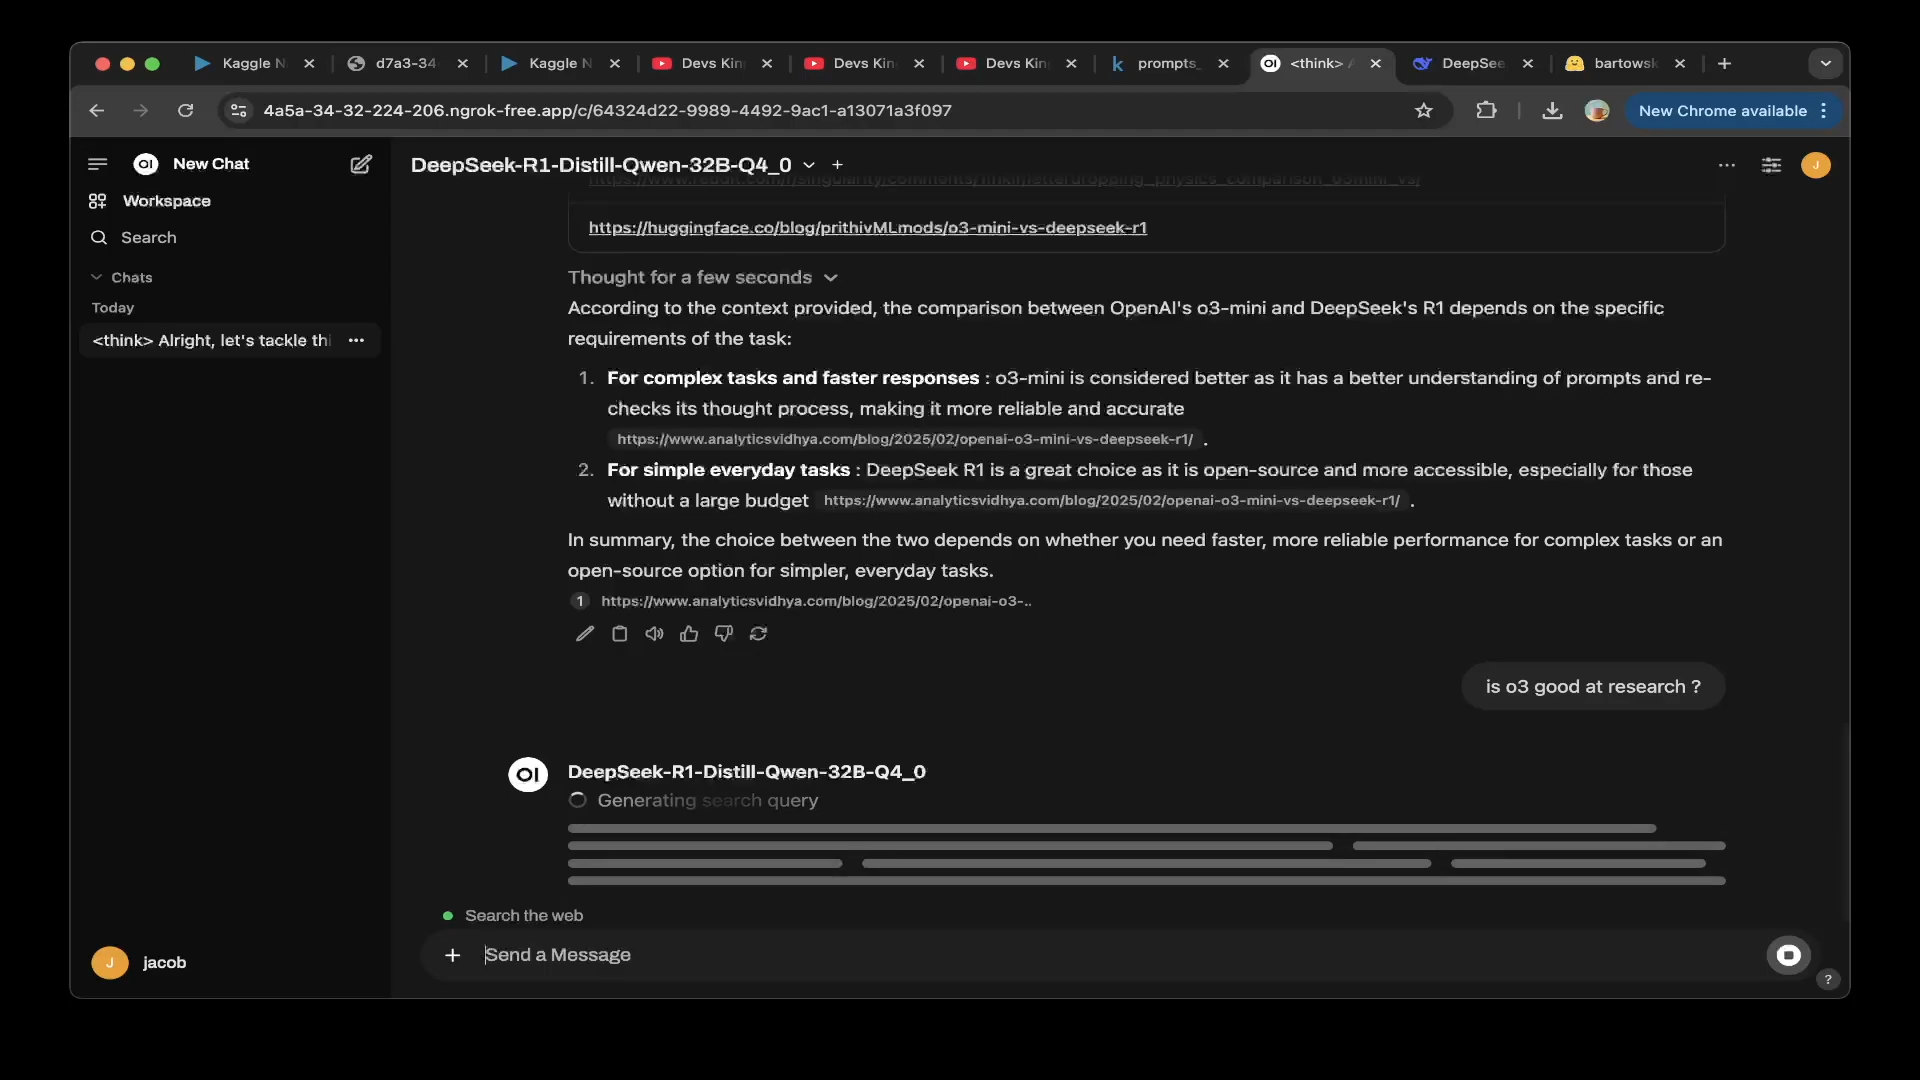 Kaggle N
d7a3-34-
Kaggle N
Devs Kin
Devs Kin
Devs Kin
k
prompts_
OI
<think> A
DeepSee
bartowsk
4a5a-34-32-224-206.ngrok-free.app/c/64324d22-9989-4492-9ac1-a13071a3f097
New Chrome available
OI New Chat
Workspace
Search
Chats
Today
<think> Alright, let's tackle thi
J jacob
DeepSeek-R1-Distill-Qwen-32B-Q4_0
J
https://huggingface.co/blog/prithivMLmods/o3-mini-vs-deepseek-r1
Thought for a few seconds
According to the context provided, the comparison between OpenAI's o3-mini and DeepSeek's R1 depends on the specific
requirements of the task:
1. For complex tasks and faster responses : o3-mini is considered better as it has a better understanding of prompts and re-
checks its thought process, making it more reliable and accurate
https://www.analyticsvidhya.com/blog/2025/02/openai-o3-mini-vs-deepseek-r1/ .
2. For simple everyday tasks : DeepSeek R1 is a great choice as it is open-source and more accessible, especially for those
without a large budget https://www.analyticsvidhya.com/blog/2025/02/openai-o3-mini-vs-deepseek-r1/ .
In summary, the choice between the two depends on whether you need faster, more reliable performance for complex tasks or an
open-source option for simpler, everyday tasks.
1 https://www.analyticsvidhya.com/blog/2025/02/openai-o3-..
is o3 good at research ?
OI DeepSeek-R1-Distill-Qwen-32B-Q4_0
Generating search query
Search the web
Send a Message
?